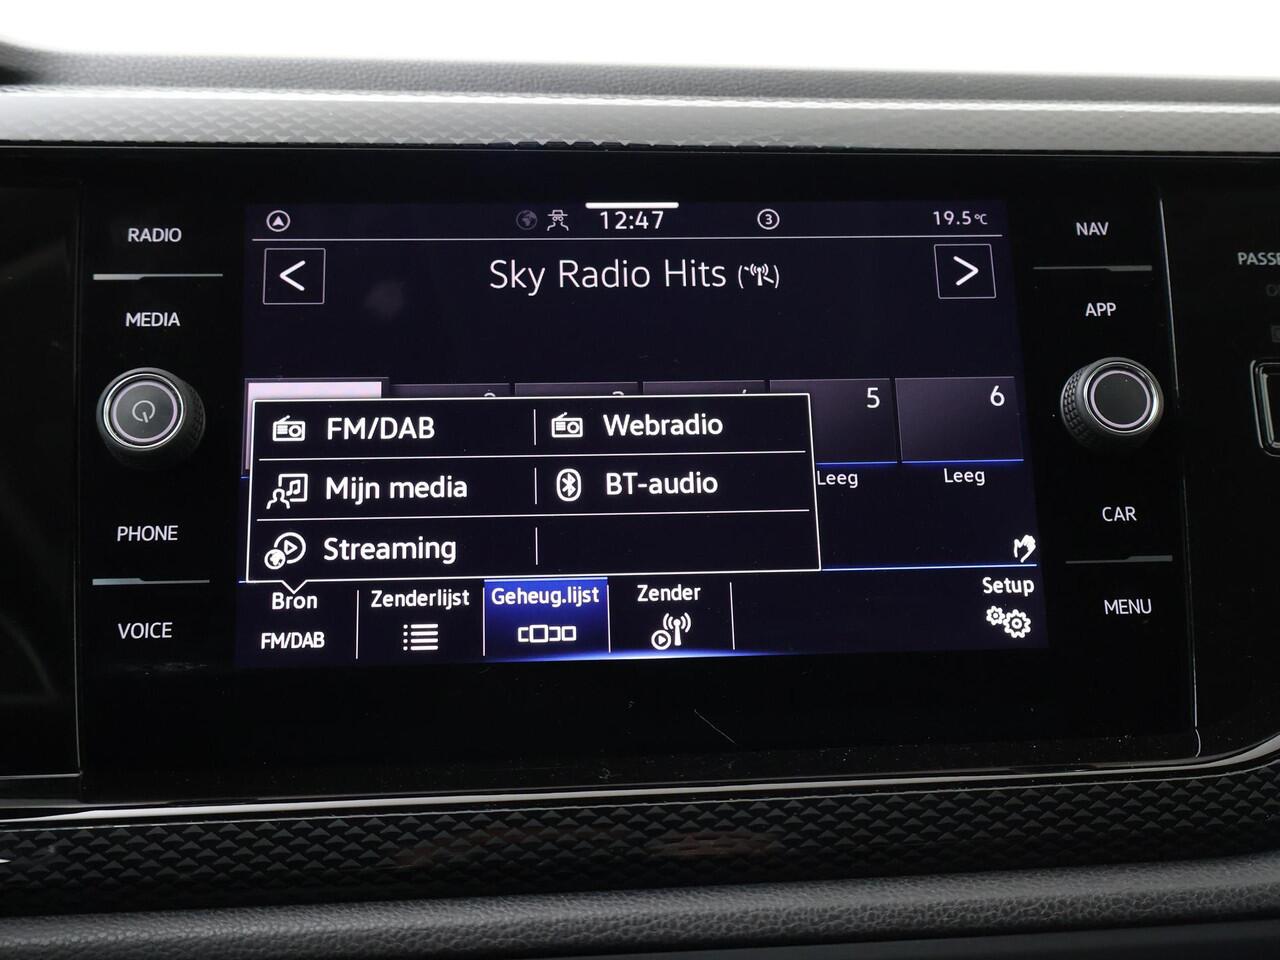 RADIO
MEDIA
PHONE
VOICE
12:47
3
19.5°C
Sky Radio Hits
5
6
Leeg
Leeg
FM/DAB
Webradio
Mijn media
BT-audio
Streaming
Bron
FM/DAB
Zenderlijst
Geheug.lijst
Zender
Setup
NAV
APP
CAR
MENU